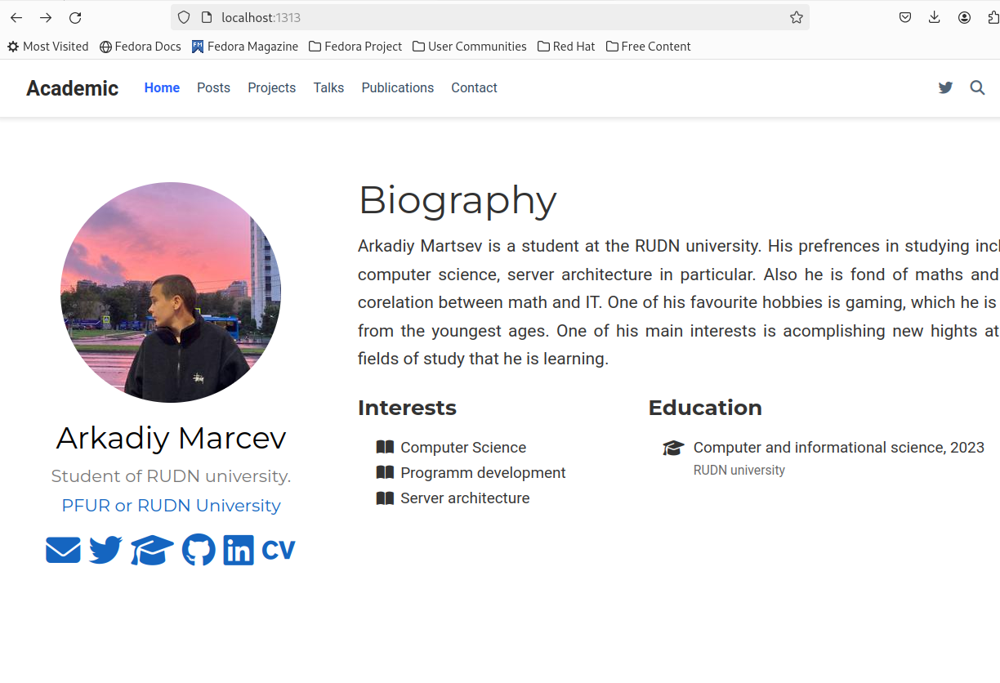 localhost:1313
Most Visited Fedora Docs FM Fedora Magazine Fedora Project User Communities Red Hat Free Content
Academic Home Posts Projects Talks Publications Contact
Biography
Arkadiy Martsev is a student at the RUDN university. His prefrences in studying
computer science, server architecture in particular. Also he is fond of maths and
corelation between math and IT. One of his favourite hobbies is gaming, which he is
from the youngest ages. One of his main interests is acomplishing new hights at
fields of study that he is learning.
Interests Education
Arkadiy Marcev
Computer Science Computer and informational science, 2023
Student of RUDN university.
Programm development RUDN university
PFUR or RUDN University
Server architecture
CV